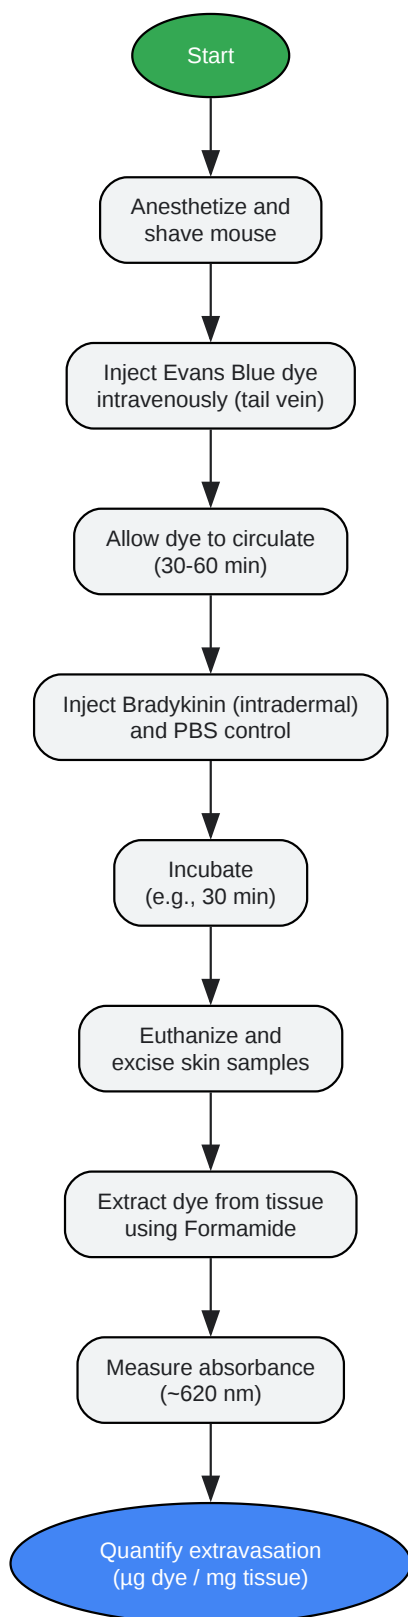 Start
Anesthetize and
shave mouse
Inject Evans Blue dye
intravenously (tail vein)
Allow dye to circulate
(30-60 min)
Inject Bradykinin (intradermal)
and PBS control
Incubate
(e.g., 30 min)
Euthanize and
excise skin samples
Extract dye from tissue
using Formamide
Measure absorbance
(~620 nm)
Quantify extravasation
(µg dye / mg tissue)